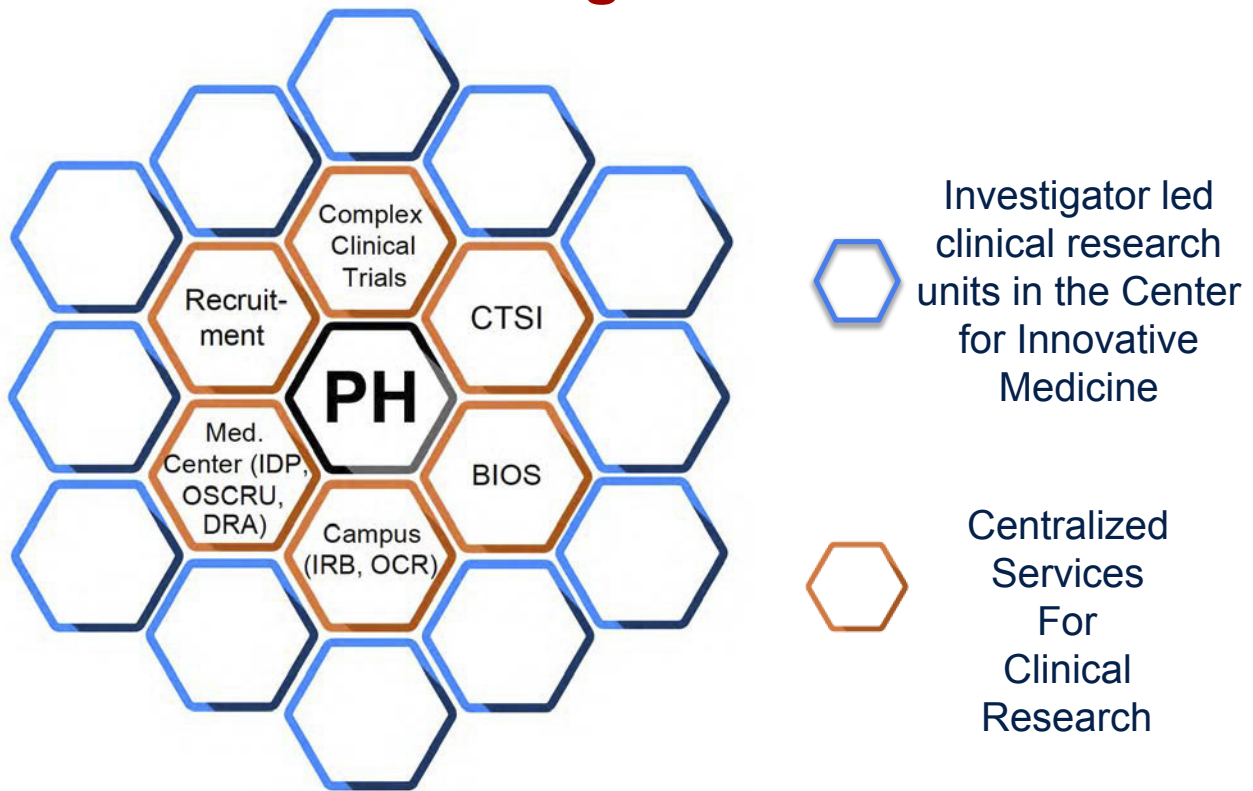 Complex
Clinical
Trials
Recruit-
ment
CTSI
PH
Med.
Center (IDP,
OSCRU,
DRA)
BIOS
Campus
(IRB, OCR)
Investigator led
clinical research
units in the Center
for Innovative
Medicine
Centralized
Services
For
Clinical
Research